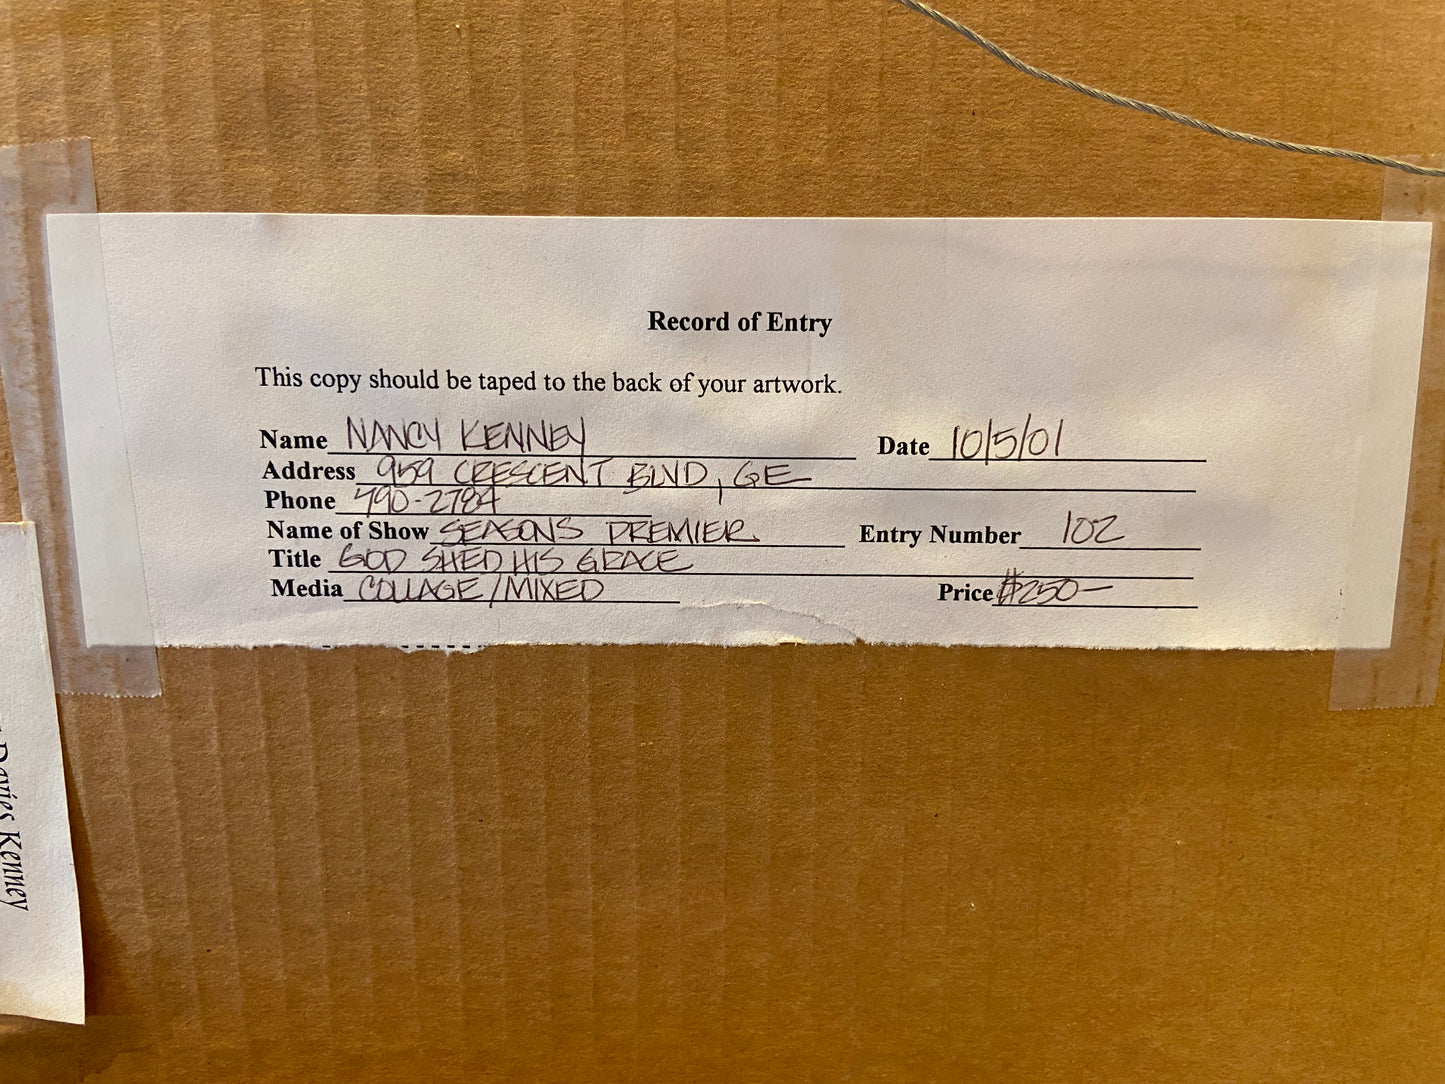 Record of Entry
This copy should be taped to the back of your artwork.
Name NANCY KENNEY Date 10/5/01
Address 959 CRESCENT BLVD, GE
Phone 790-2784
Name of Show SEASONS PREMIER Entry Number 102
Title GOD SHED HIS GRACE
Media COLLAGE/MIXED Price $250—
Davies Kenney